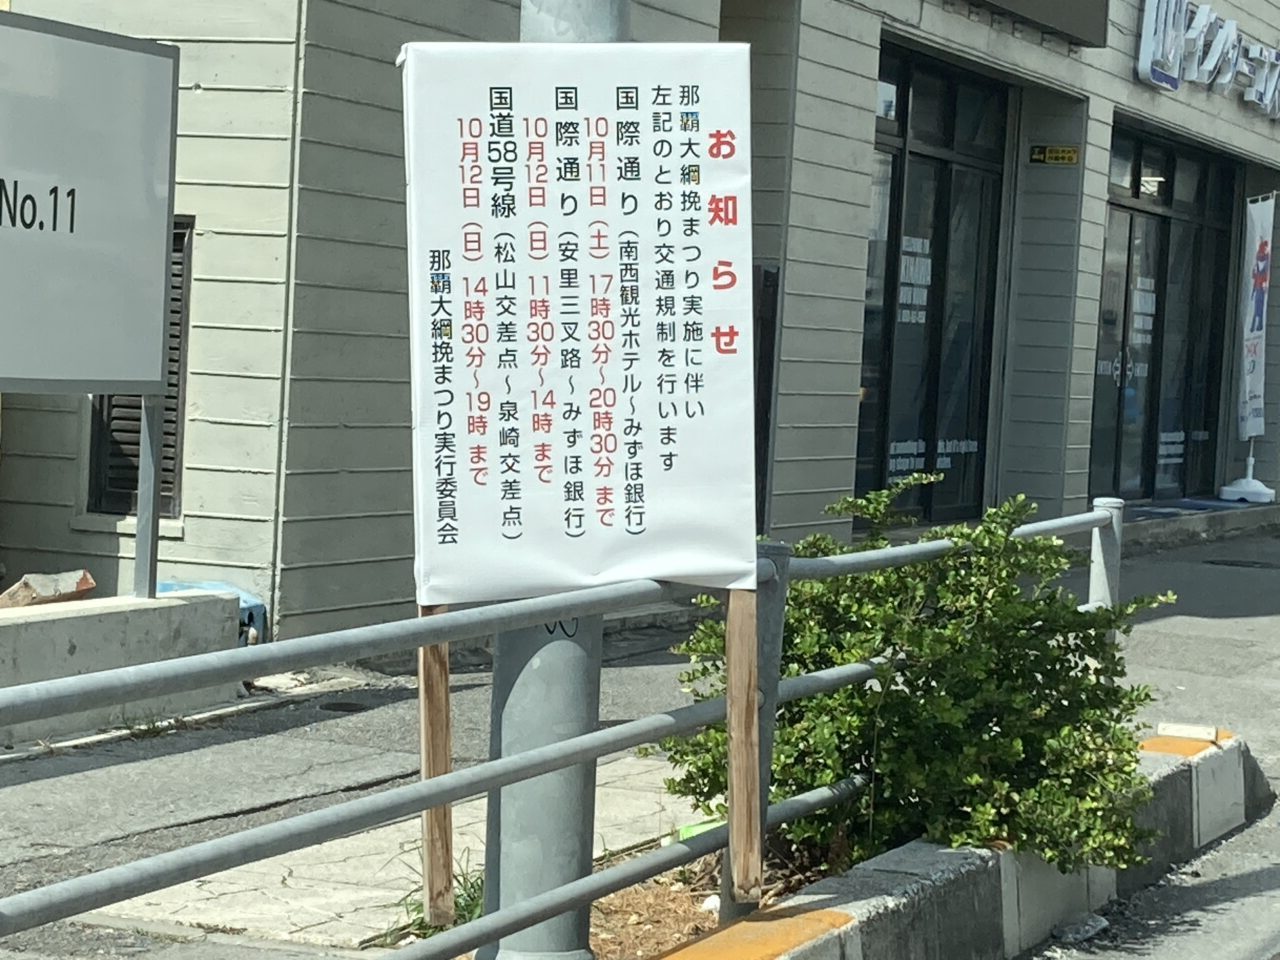 お知らせ
那覇大綱挽まつり実施に伴い
左記のとおり交通規制を行います
国際通り（南西観光ホテル～みずほ銀行）
10月11日（土）17時30分～20時30分 まで
国際通り（安里三叉路～みずほ銀行）
10月12日（日）11時30分～14時 まで
国道58号線（松山交差点～泉崎交差点）
10月12日（日）14時30分～19時 まで
那覇大綱挽まつり実行委員会
No.11